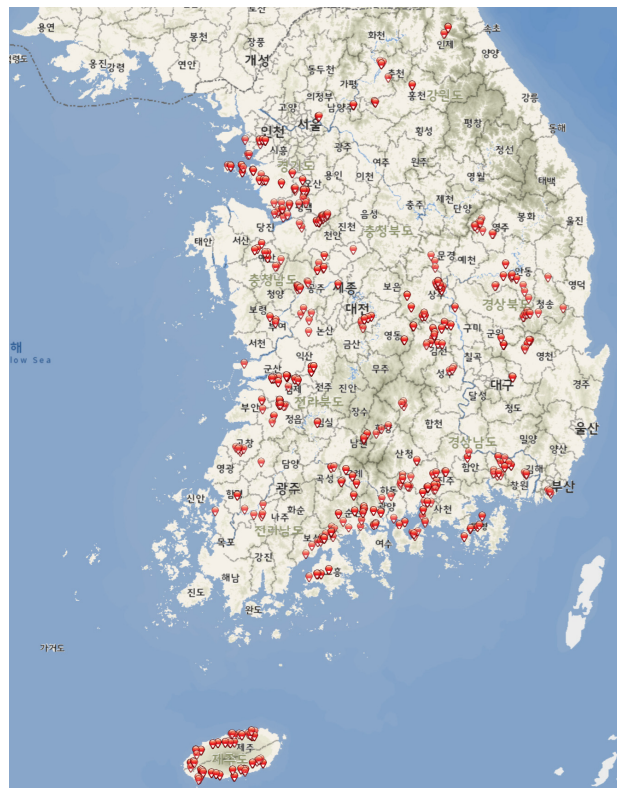 토산
속초
용연
봉천
장풍
화천
인제
양양
개성
옹진
강령
연안
동두천
춘천
가평
홍천
강원도
강릉
의정부
남양주
고양
서울
평창
동해
인천
횡성
시흥
광주
정선
경기도
여주
원주
용인
이천
오산
영월
태백
제천
충주
단양
평택
음성
봉화
울진
당진
진천
충청북도
영주
태안
서산
천안
문경
예천
안동
충청남도
영덕
청양
공주
세종
보은
상주
경상북도
청송
보령
대전
부여
논산
영동
구미
군위
서천
금산
김천
칠곡
영천
익산
군산
무주
성주
대구
경주
김제
전주
진안
달성
전라북도
청도
부안
장수
정읍
임실
합천
울산
남원
함양
경상남도
밀양
고창
양산
영광
담양
산청
함안
곡성
구례
김해
광주
하동
진주
창원
부산
신안
함평
광양
나주
화순
순천
사천
전라남도
목포
보성
여수
강진
해남
고흥
진도
완도
가거도
해
low Sea
제주
제주도